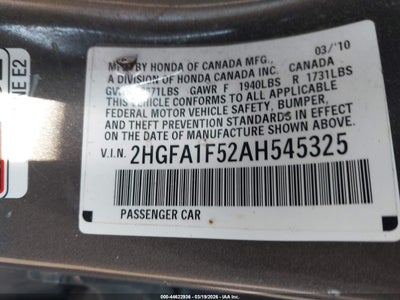 MFD BY HONDA OF CANADA MFG., 03/'10
A DIVISION OF HONDA CANADA INC. CANADA
GAWR F 1940LBS R 1731LBS
THIS VEHICLE CONFORMS TO ALL APPLICABLE
FEDERAL MOTOR VEHICLE SAFETY, BUMPER,
AND THEFT PREVENTION STANDARDS IN EFFECT
ON THE DATE OF MANUFACTURE SHOWN ABOVE.
V.I.N. 2HGFA1F52AH545325
PASSENGER CAR
E2
000-44622936 - 03/19/2026 - IAA Inc.